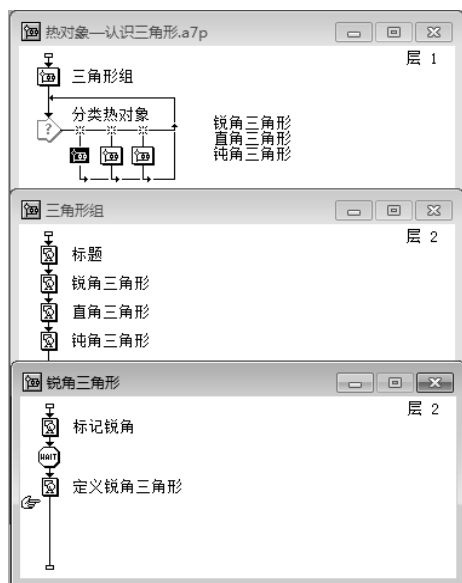 热对象—认识三角形.a7p
层 1
三角形组
分类热对象
?
锐角三角形
直角三角形
钝角三角形
三角形组
层 2
标题
锐角三角形
直角三角形
钝角三角形
锐角三角形
层 2
标记锐角
WAIT
定义锐角三角形